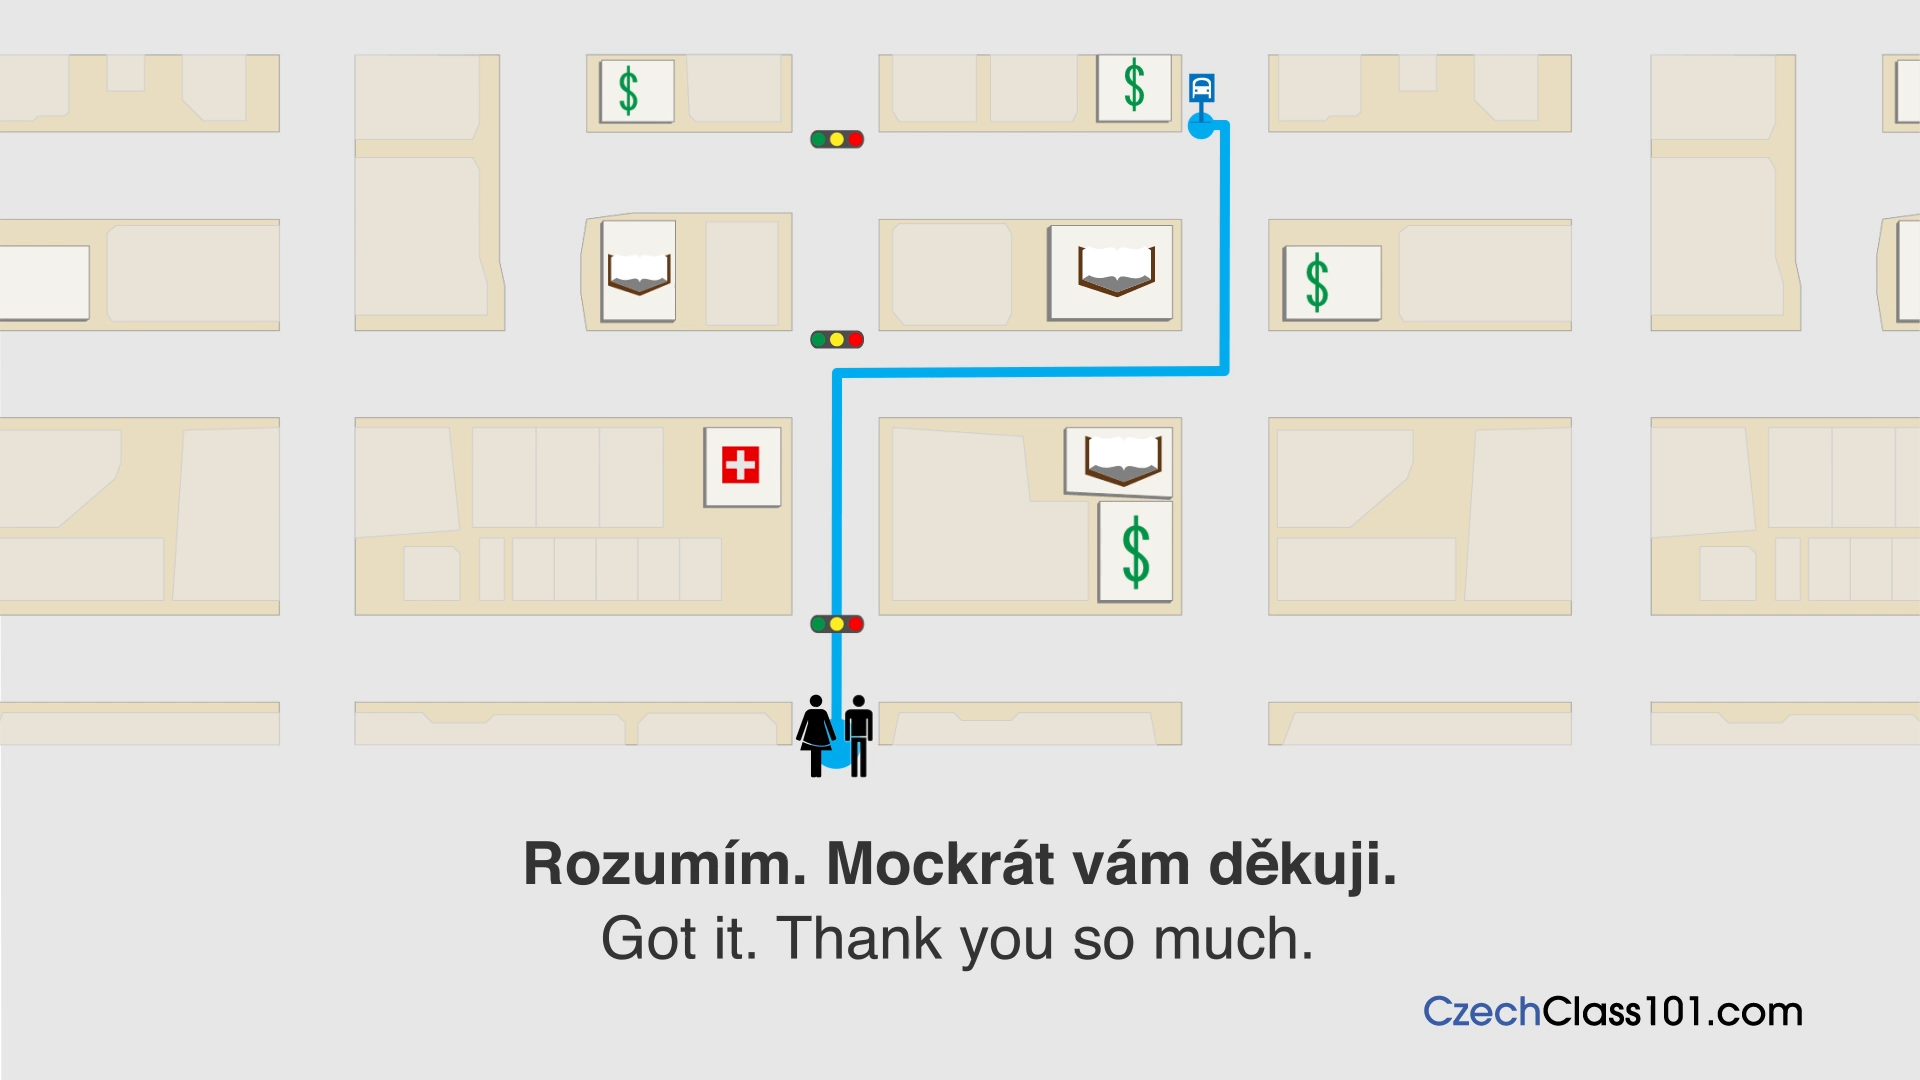 $
$
$
$
Rozumím. Mockrát vám děkuji.
Got it. Thank you so much.
CzechClass101.com